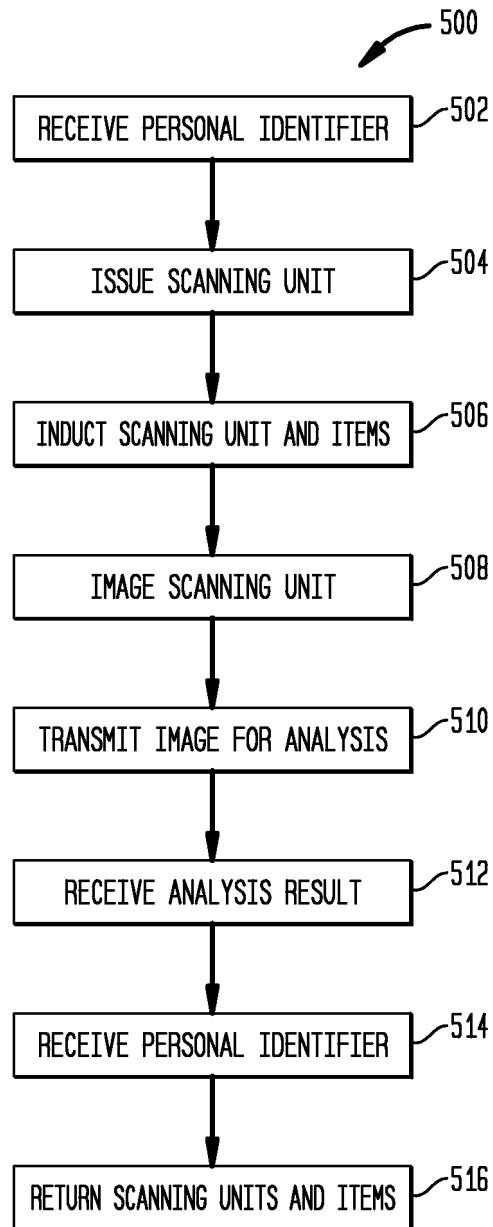 500
RECEIVE PERSONAL IDENTIFIER
502
ISSUE SCANNING UNIT
504
INDUCT SCANNING UNIT AND ITEMS
506
IMAGE SCANNING UNIT
508
TRANSMIT IMAGE FOR ANALYSIS
510
RECEIVE ANALYSIS RESULT
512
RECEIVE PERSONAL IDENTIFIER
514
RETURN SCANNING UNITS AND ITEMS
516